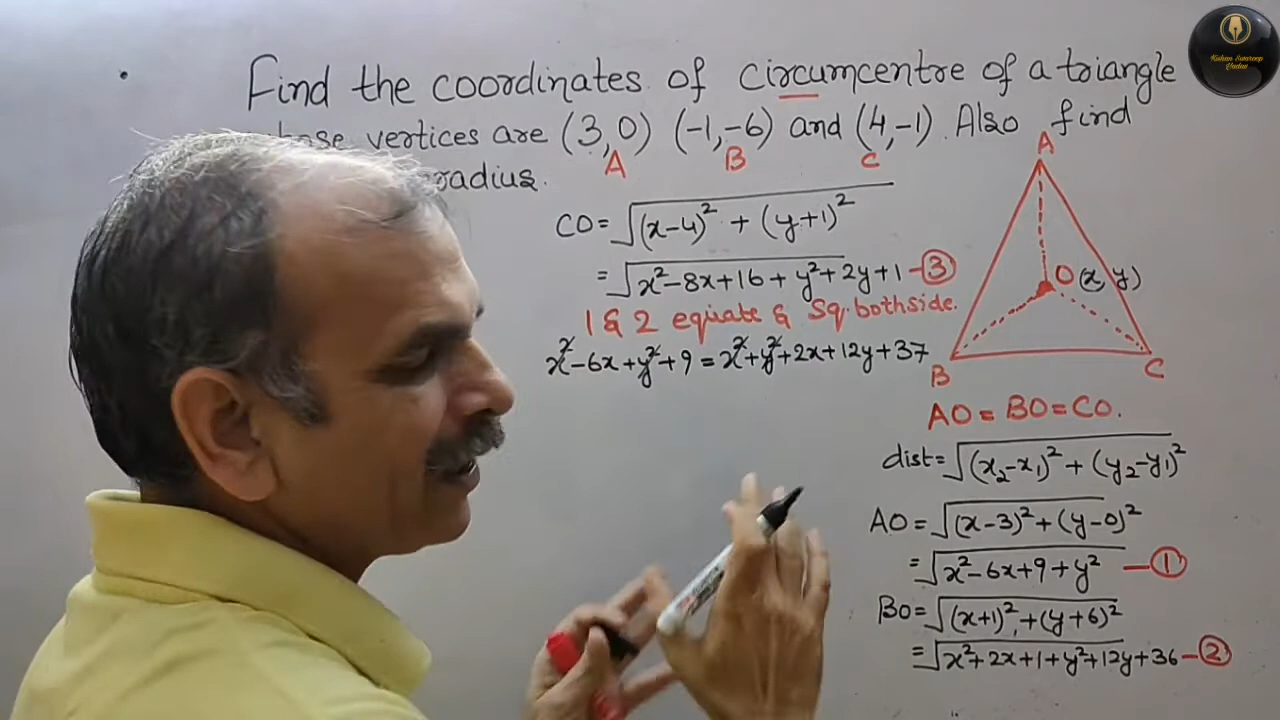 Find the coordinates of circumcentre of a triangle
vertices are (3,0) (-1,-6) and (4,-1). Also find
radius.
A B C
CO = √(x-4)² + (y+1)²
= √x²-8x+16+y²+2y+1 — ③
1 & 2 equate & Sq. bothside.
x²-6x+y²+9 = x²+y²+2x+12y+37
A
O (x, y)
B C
AO = BO = CO.
dist = √(x₂-x₁)² + (y₂-y₁)²
AO = √(x-3)² + (y-0)²
= √x²-6x+9+y² — ①
BO = √(x+1)² + (y+6)²
= √x²+2x+1+y²+12y+36 — ②
Kishan Swaroop
Yadav